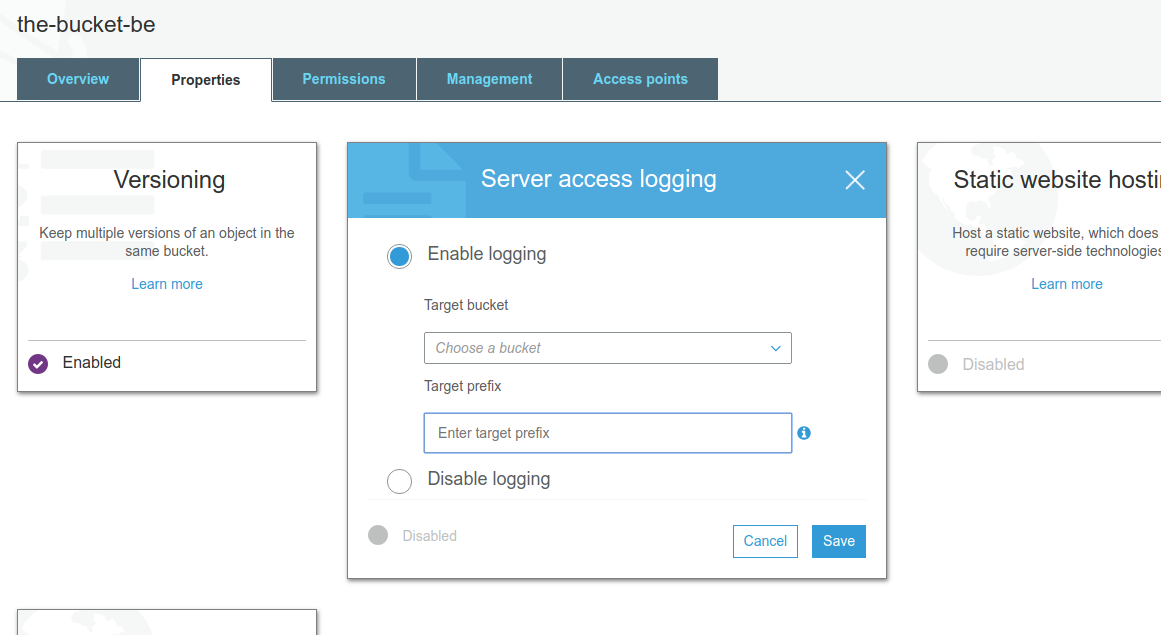 the-bucket-be
Overview
Properties
Permissions
Management
Access points
Versioning
Keep multiple versions of an object in the
same bucket.
Learn more
Enabled
Server access logging
Enable logging
Target bucket
Choose a bucket
Target prefix
Enter target prefix
Disable logging
Disabled
Cancel
Save
Static website hosti
Host a static website, which does
require server-side technologies
Learn more
Disabled